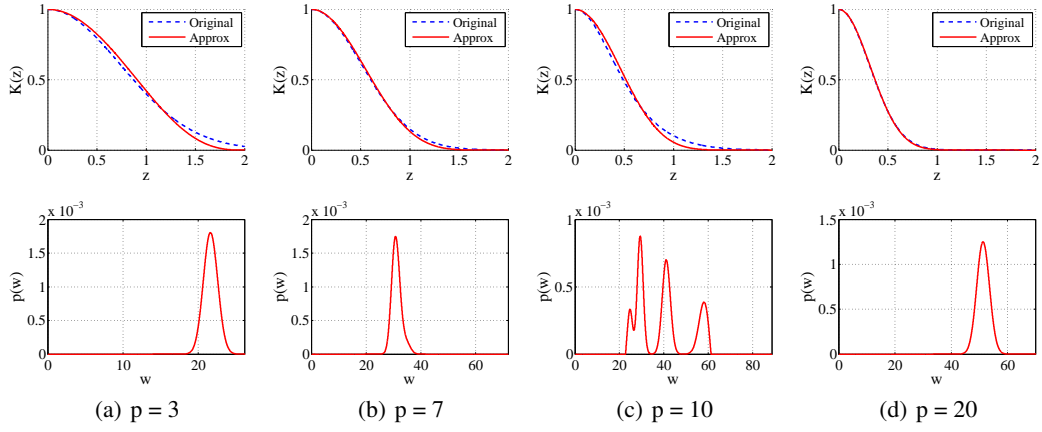 Original
Approx
K(z)
1
0.5
0
0 0.5 1 1.5 2
z
Original
Approx
K(z)
1
0.5
0
0 0.5 1 1.5 2
z
Original
Approx
K(z)
1
0.5
0
0 0.5 1 1.5 2
z
Original
Approx
K(z)
1
0.5
0
0 0.5 1 1.5 2
z
x 10⁻³
p(w)
2
1.5
1
0.5
0
0 10 20
w
x 10⁻³
p(w)
2
1.5
1
0.5
0
0 20 40 60
w
x 10⁻³
p(w)
1
0.5
0
0 20 40 60 80
w
x 10⁻³
p(w)
1.5
1
0.5
0
0 20 40 60
w
(a) p = 3
(b) p = 7
(c) p = 10
(d) p = 20